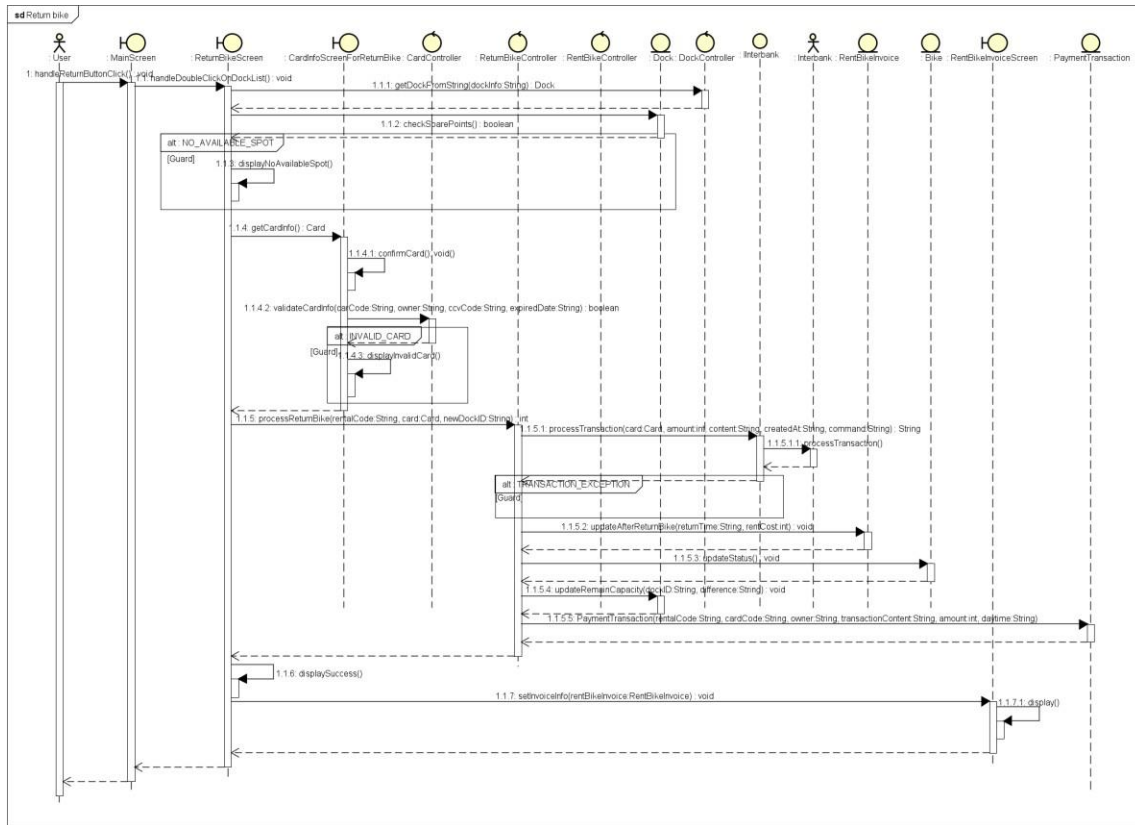 sd Return bike
: User
: MainScreen
: ReturnBikeScreen
: CardInfoScreenForReturnBike
: CardController
: ReturnBikeController
: RentBikeController
: Dock
: DockController
: IInterbank
: Interbank
: RentBikeInvoice
: Bike
: RentBikeInvoiceScreen
: PaymentTransaction
1: handleReturnButtonClick() : void
1.1: handleDoubleClickOnDockList() : void
1.1.1: getDockFromString(dockInfo:String) : Dock
1.1.2: checkSparePoints() : boolean
alt : NO_AVAILABLE_SPOT
[Guard]
1.1.3: displayNoAvailableSpot()
1.1.4: getCardInfo() : Card
1.1.4.1: confirmCard() void()
1.1.4.2: validateCardInfo(carCode:String, owner:String, ccvCode:String, expiredDate:String) : boolean
alt : INVALID_CARD
[Guard]
1.1.4.3: displayInvalidCard()
1.1.5: processReturnBike(rentalCode:String, card:Card, newDockID:String) : int
1.1.5.1: processTransaction(card:Card, amount:int, content:String, createdAt:String, command:String) : String
1.1.5.1.1: processTransaction()
alt : TRANSACTION_EXCEPTION
[Guard
1.1.5.2: updateAfterReturnBike(returnTime:String, rentCost:int) : void
1.1.5.3: updateStatus() : void
1.1.5.4: updateRemainCapacity(dockID:String, difference:String) : void
1.1.5.5: PaymentTransaction(rentalCode:String, cardCode:String, owner:String, transactionContent:String, amount:int, daytime:String)
1.1.6: displaySuccess()
1.1.7: setInvoiceInfo(rentBikeInvoice:RentBikeInvoice) : void
1.1.7.1: display()